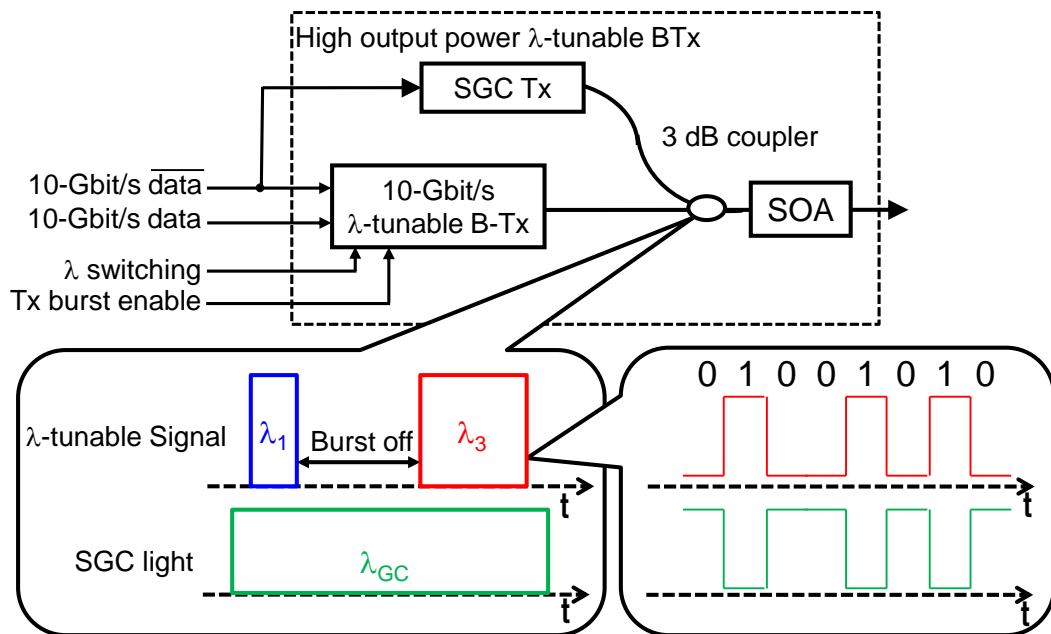 High output power λ-tunable BTx
SGC Tx
3 dB coupler
10-Gbit/s d̅a̅t̅a̅
10-Gbit/s data
10-Gbit/s
λ-tunable B-Tx
SOA
λ switching
Tx burst enable
λ-tunable Signal
λ₁
Burst off
λ₃
t
SGC light
λGC
t
0 1 0 0 1 0 1 0
t
t